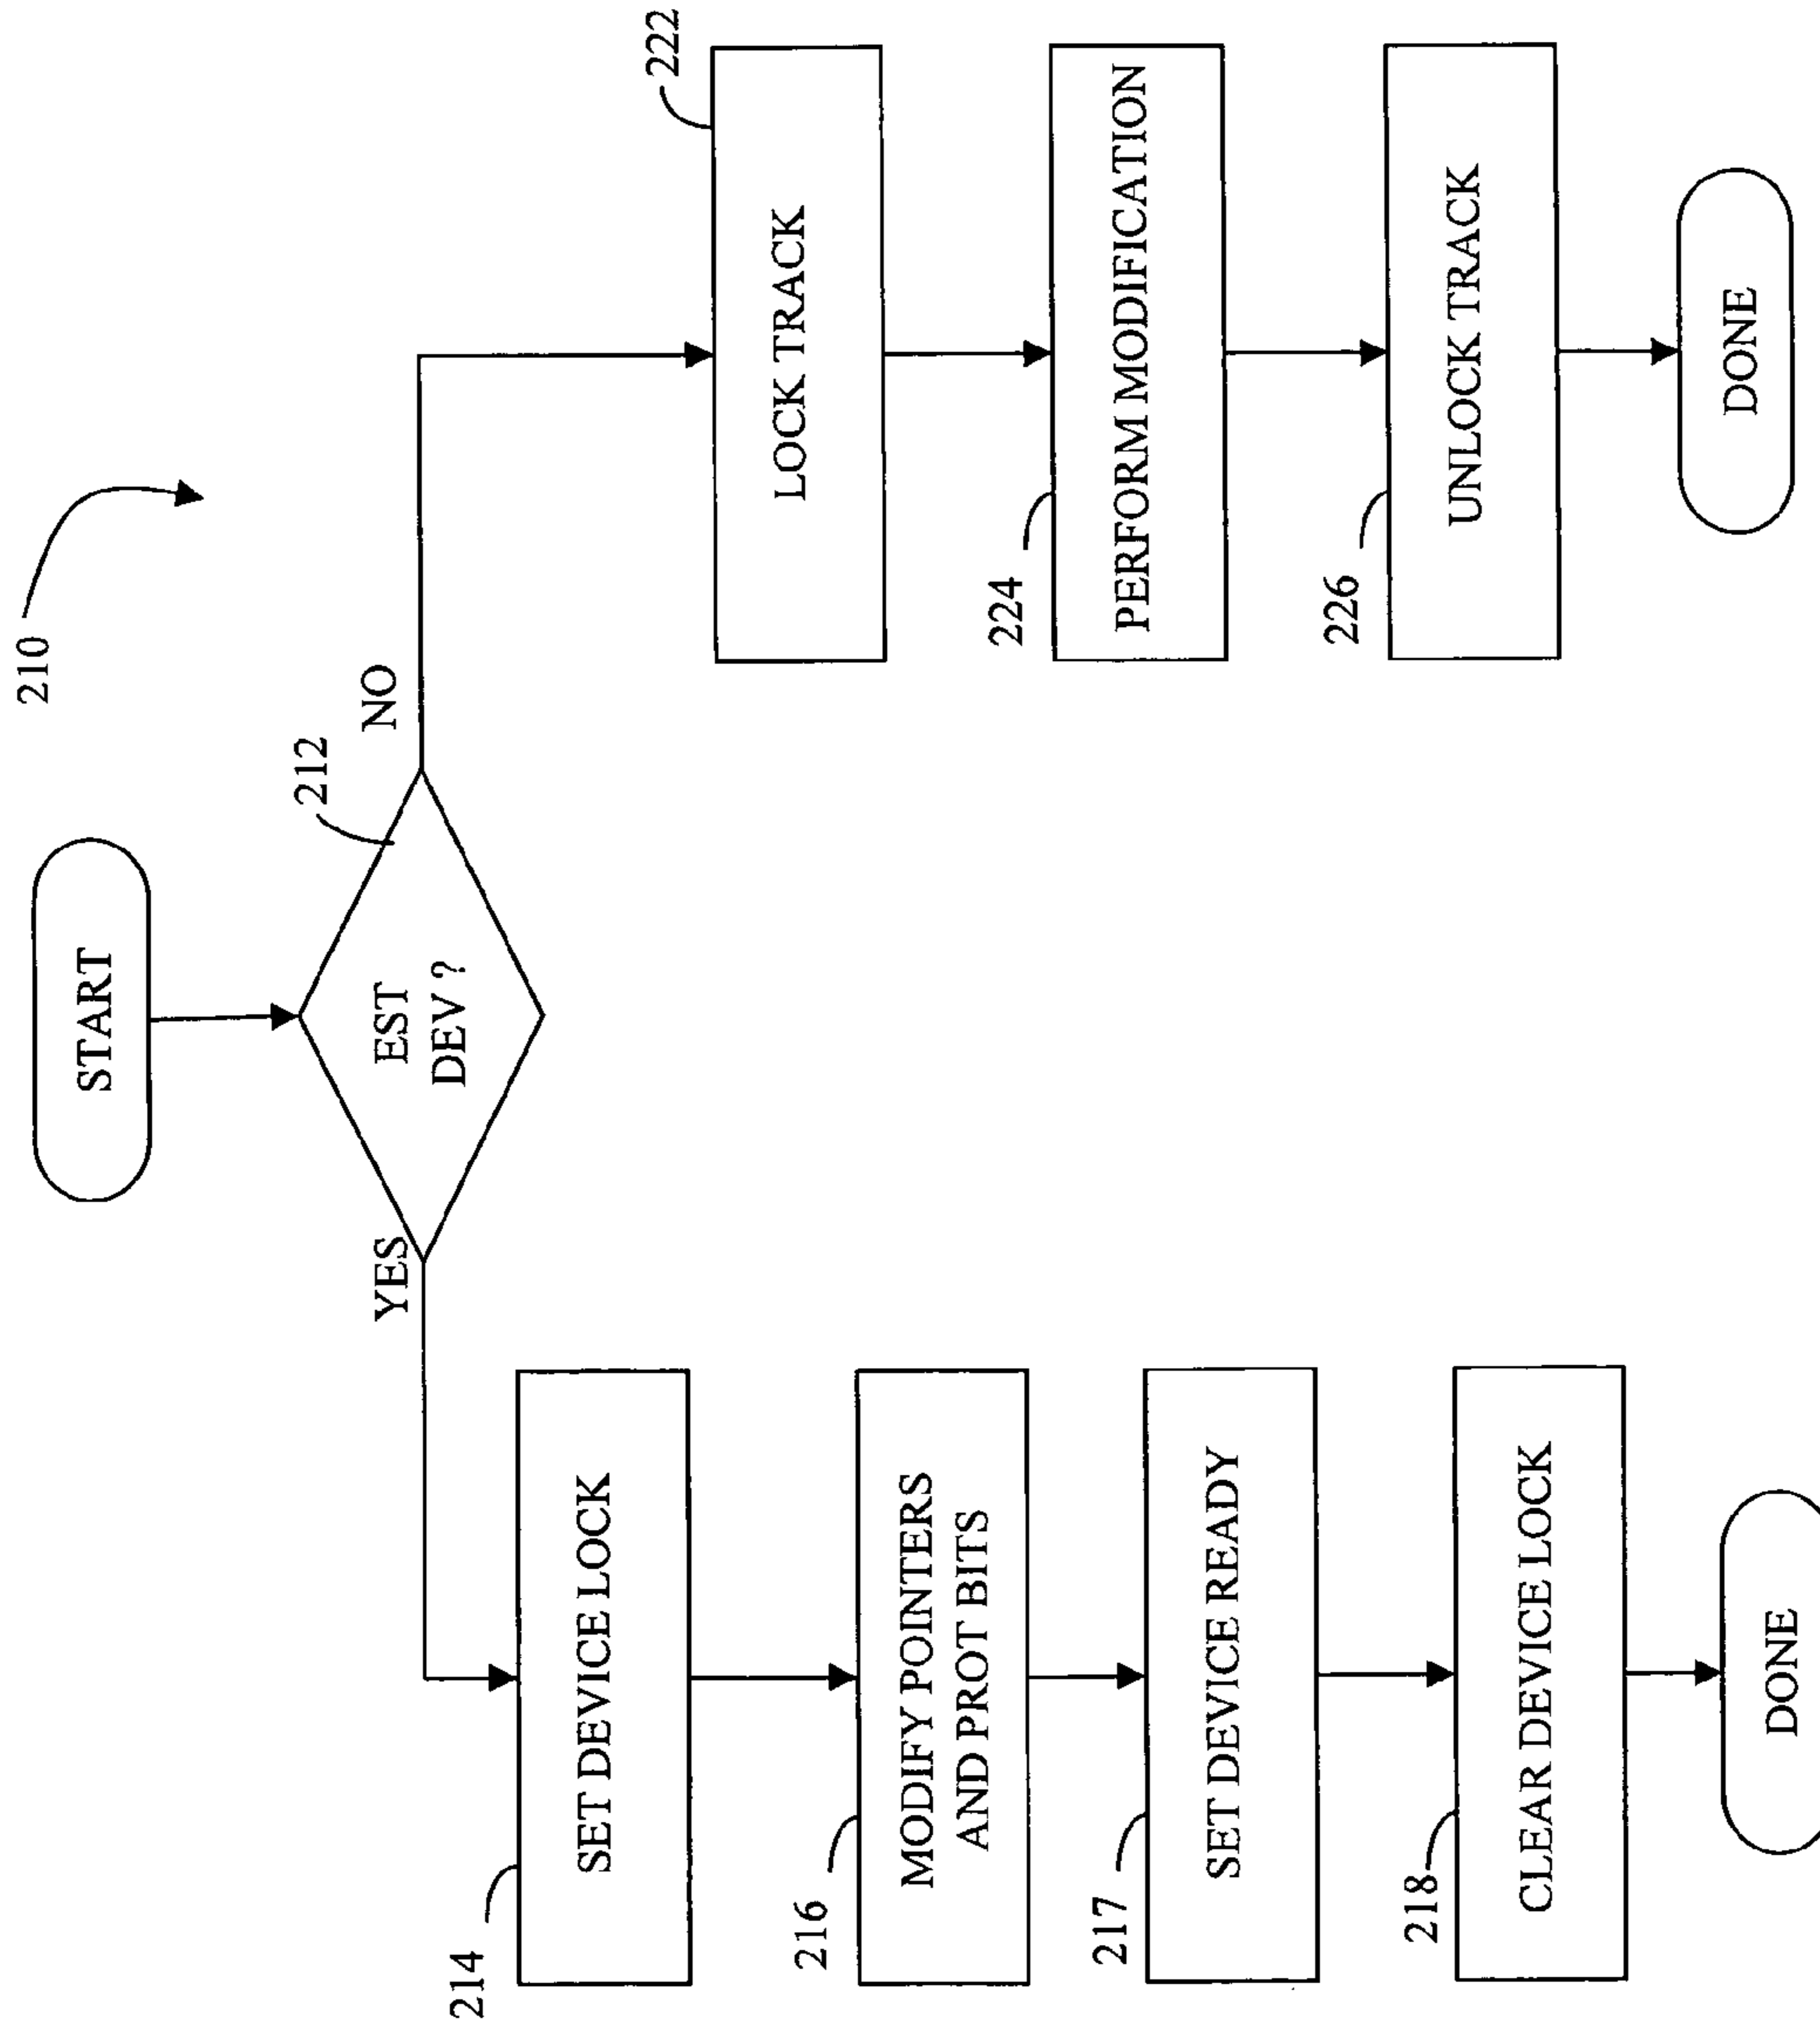 210
START
212
EST
DEV ?
YES
NO
214
SET DEVICE LOCK
216
MODIFY POINTERS
AND PROT BITS
217
SET DEVICE READY
218
CLEAR DEVICE LOCK
DONE
222
LOCK TRACK
224
PERFORM MODIFICATION
226
UNLOCK TRACK
DONE